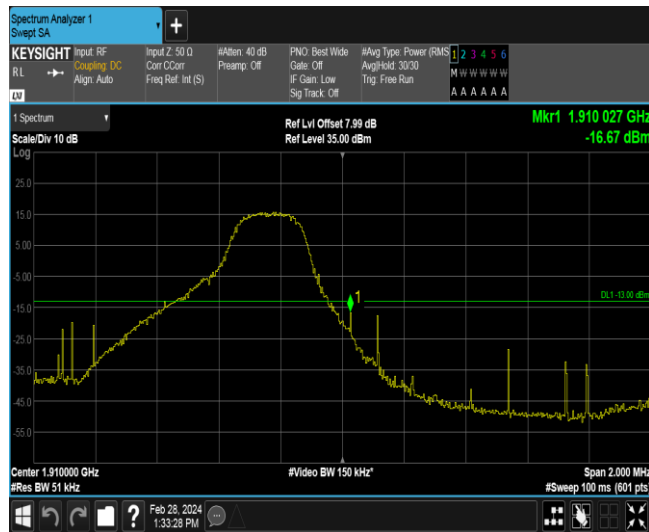 Spectrum Analyzer 1
Swept SA
+
KEYSIGHT
RL
LXI
Input: RF
Coupling: DC
Align: Auto
Input Z: 50 Ω
Corr CCorr
Freq Ref: Int (S)
#Atten: 40 dB
Preamp: Off
PNO: Best Wide
Gate: Off
IF Gain: Low
Sig Track: Off
#Avg Type: Power (RMS
Avg|Hold: 30/30
Trig: Free Run
1 2 3 4 5 6
M W W W W W
A A A A A A
1 Spectrum
Scale/Div 10 dB
Log
Ref Lvl Offset 7.99 dB
Ref Level 35.00 dBm
Mkr1 1.910 027 GHz
-16.67 dBm
25.0
15.0
5.00
-5.00
-15.0
-25.0
-35.0
-45.0
-55.0
1
DL1 -13.00 dBm
Center 1.910000 GHz
#Res BW 51 kHz
#Video BW 150 kHz*
Span 2.000 MHz
#Sweep 100 ms (601 pts)
?
Feb 28, 2024
1:33:28 PM